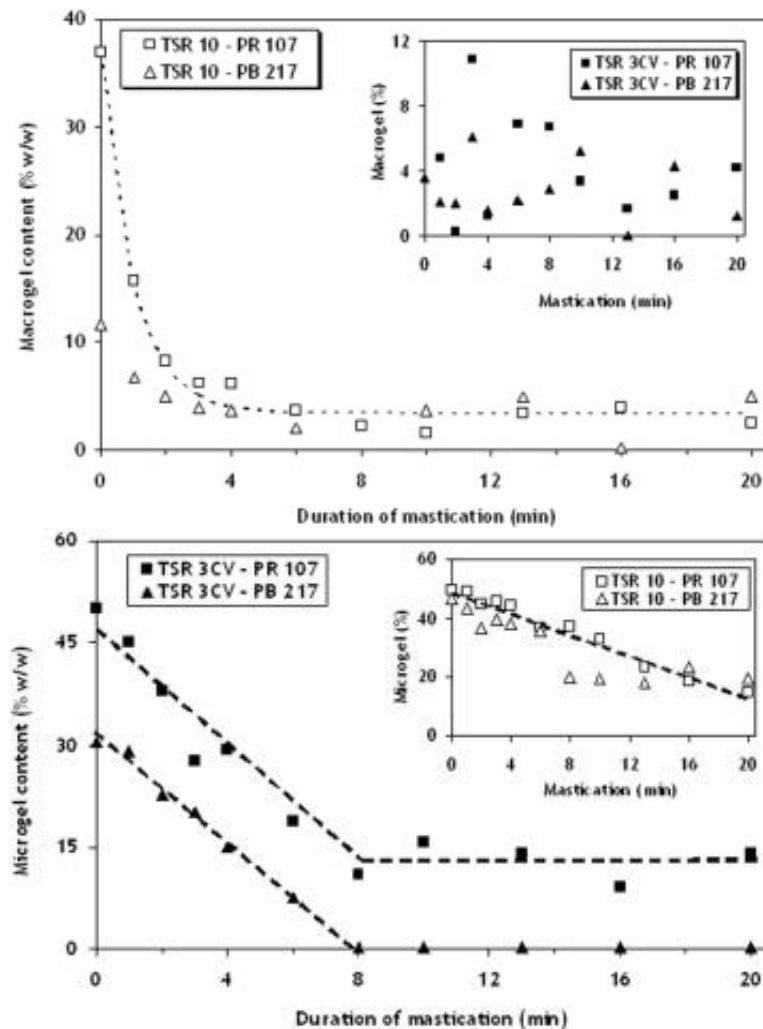 40
30
20
10
0
Macrogel content (% w/w)
TSR 10 - PR 107
TSR 10 - PB 217
12
8
4
0
Macrogel (%)
TSR 3CV - PR 107
TSR 3CV - PB 217
0 4 8 12 16 20
Mastication (min)
0 4 8 12 16 20
Duration of mastication (min)
60
45
30
15
0
Microgel content (% w/w)
TSR 3CV - PR 107
TSR 3CV - PB 217
60
40
20
0
Microgel (%)
TSR 10 - PR 107
TSR 10 - PB 217
0 4 8 12 16 20
Mastication (min)
0 4 8 12 16 20
Duration of mastication (min)